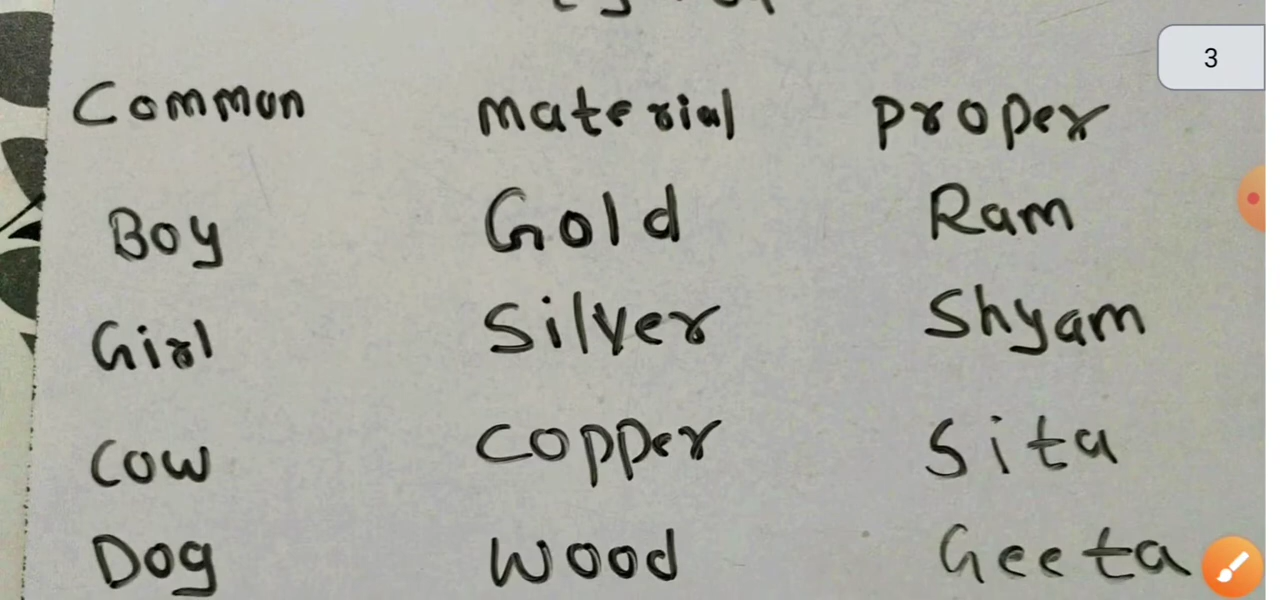 Common material proper
Boy Gold Ram
Girl Silver Shyam
Cow Copper Sita
Dog Wood Geeta
3